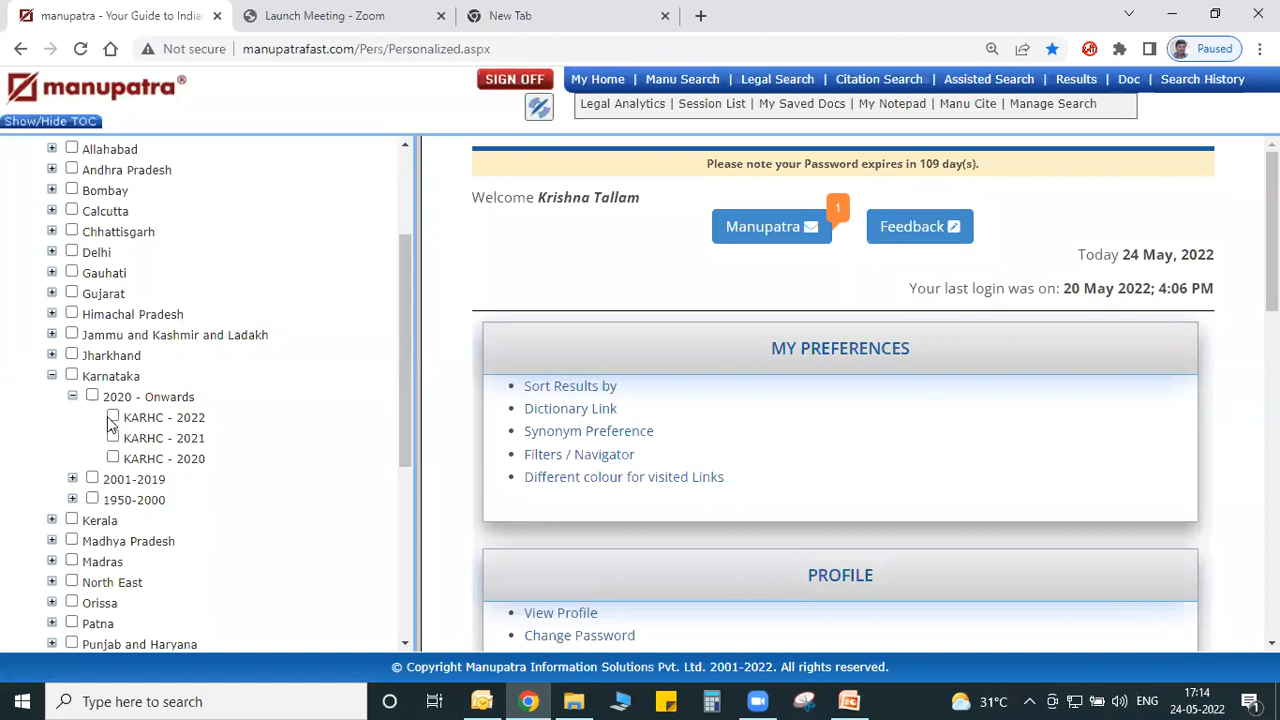 manupatra - Your Guide to India
Launch Meeting - Zoom
New Tab
Not secure
manupatrafast.com/Pers/Personalized.aspx
Paused
manupatra®
SIGN OFF
My Home | Manu Search | Legal Search | Citation Search | Assisted Search | Results | Doc | Search History
Legal Analytics | Session List | My Saved Docs | My Notepad | Manu Cite | Manage Search
Show/Hide TOC
Allahabad
Andhra Pradesh
Bombay
Calcutta
Chhattisgarh
Delhi
Gauhati
Gujarat
Himachal Pradesh
Jammu and Kashmir and Ladakh
Jharkhand
Karnataka
2020 - Onwards
KARHC - 2022
KARHC - 2021
KARHC - 2020
2001-2019
1950-2000
Kerala
Madhya Pradesh
Madras
North East
Orissa
Patna
Punjab and Haryana
Please note your Password expires in 109 day(s).
Welcome Krishna Tallam
Manupatra
1
Feedback
Today 24 May, 2022
Your last login was on: 20 May 2022; 4:06 PM
MY PREFERENCES
Sort Results by
Dictionary Link
Synonym Preference
Filters / Navigator
Different colour for visited Links
PROFILE
View Profile
Change Password
© Copyright Manupatra Information Solutions Pvt. Ltd. 2001-2022. All rights reserved.
Type here to search
31°C
ENG
17:14
24-05-2022
1